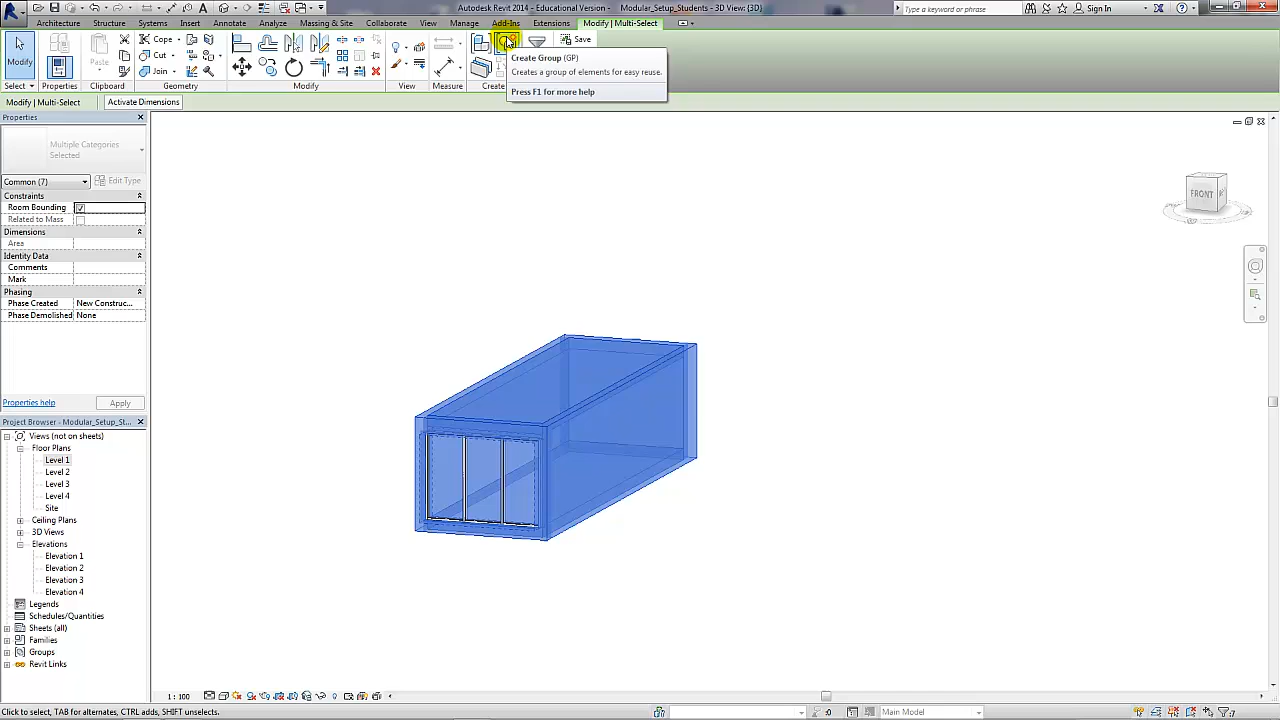 Autodesk Revit 2014 - Educational Version - Modular_Setup_Students - 3D View: {3D}
Type a keyword or phrase
Sign In
Architecture Structure Systems Insert Annotate Analyze Massing & Site Collaborate View Manage Add-Ins Extensions Modify | Multi-Select
Modify
Paste
Cope
Cut
Join
Save
Select Properties Clipboard Geometry Modify View Measure Create
Create Group (GP)
Creates a group of elements for easy reuse.
Press F1 for more help
Modify | Multi-Select Activate Dimensions
Properties
Multiple Categories
Selected
Common (7) Edit Type
Constraints
Room Bounding
Related to Mass
Dimensions
Area
Identity Data
Comments
Mark
Phasing
Phase Created New Construc...
Phase Demolished None
Properties help Apply
Project Browser - Modular_Setup_St...
Views (not on sheets)
Floor Plans
Level 1
Level 2
Level 3
Level 4
Site
Ceiling Plans
3D Views
Elevations
Elevation 1
Elevation 2
Elevation 3
Elevation 4
Legends
Schedules/Quantities
Sheets (all)
Families
Groups
Revit Links
FRONT
1 : 100
Click to select, TAB for alternates, CTRL adds, SHIFT unselects.
:0
Main Model
:7